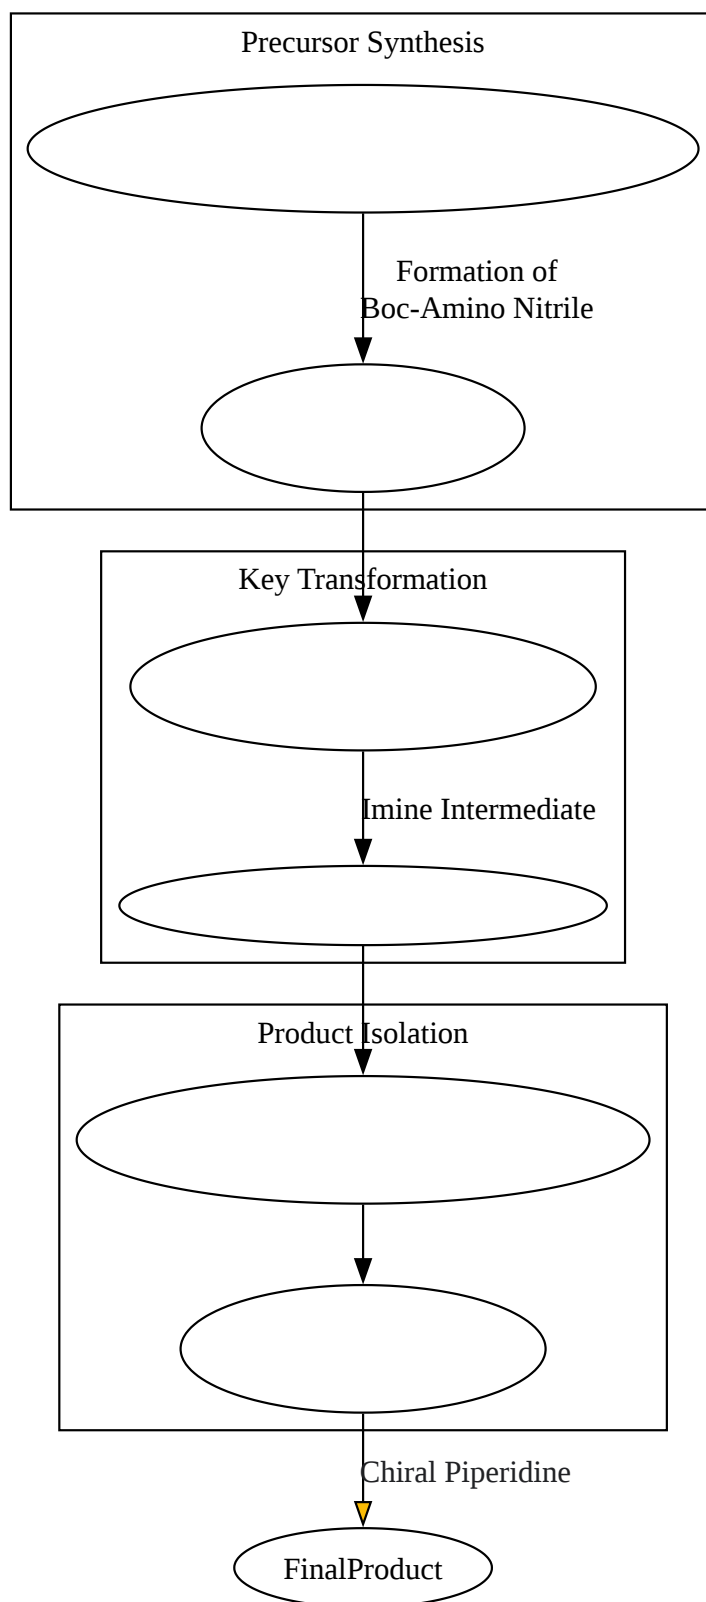 Precursor Synthesis
Formation of
Boc-Amino Nitrile
Key Transformation
Imine Intermediate
Product Isolation
Chiral Piperidine
FinalProduct